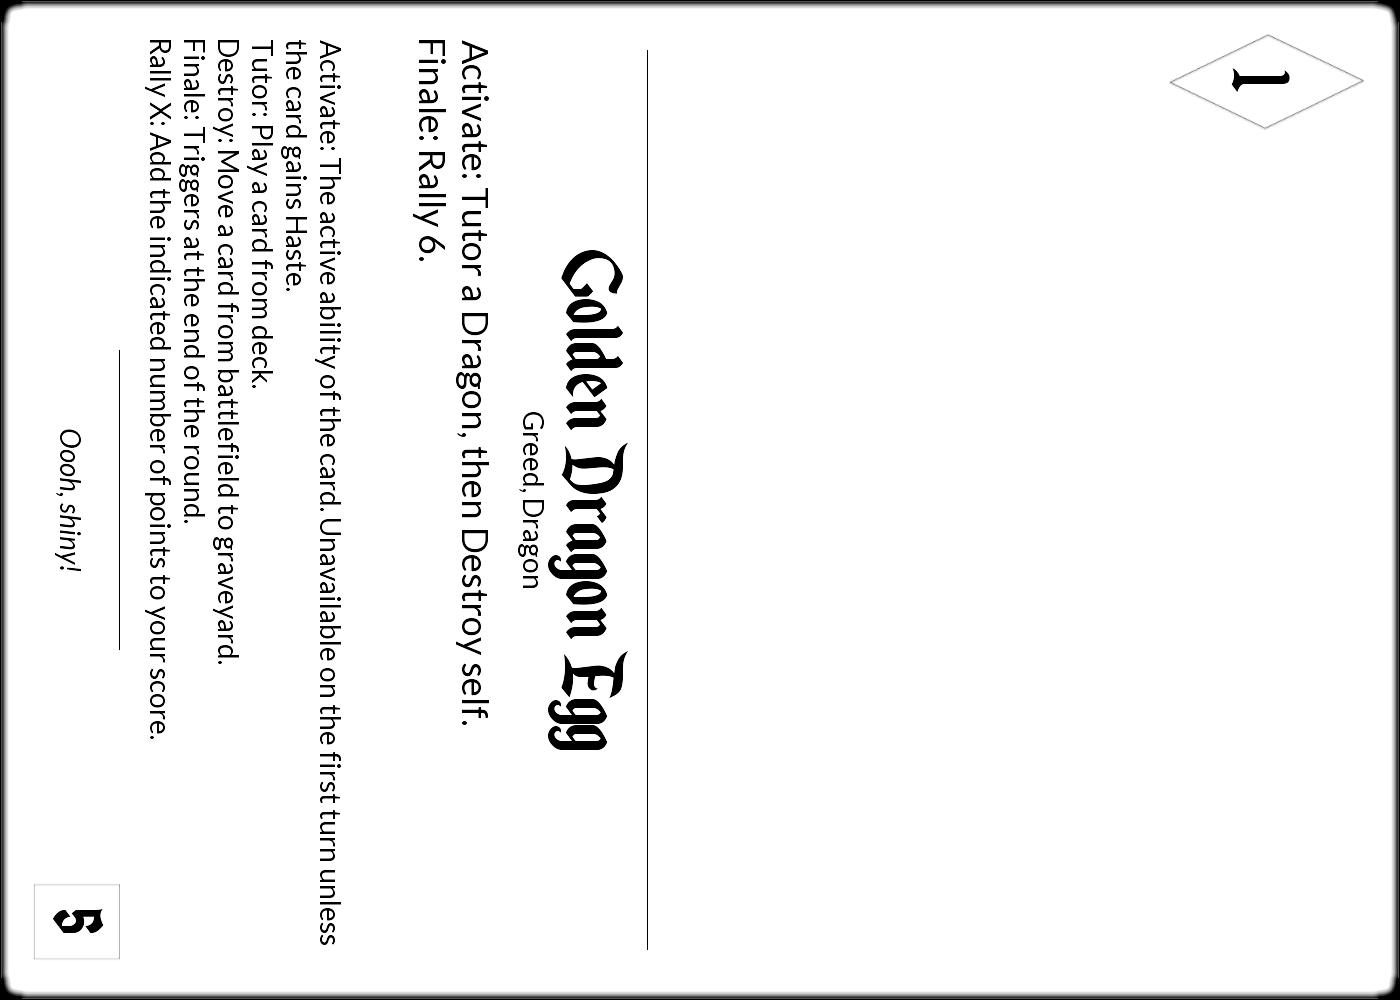 1
Golden Dragon Egg
Greed, Dragon
Activate: Tutor a Dragon, then Destroy self.
Finale: Rally 6.
Activate: The active ability of the card. Unavailable on the first turn unless
the card gains Haste.
Tutor: Play a card from deck.
Destroy: Move a card from battlefield to graveyard.
Finale: Triggers at the end of the round.
Rally X: Add the indicated number of points to your score.
Oooh, shiny!
5